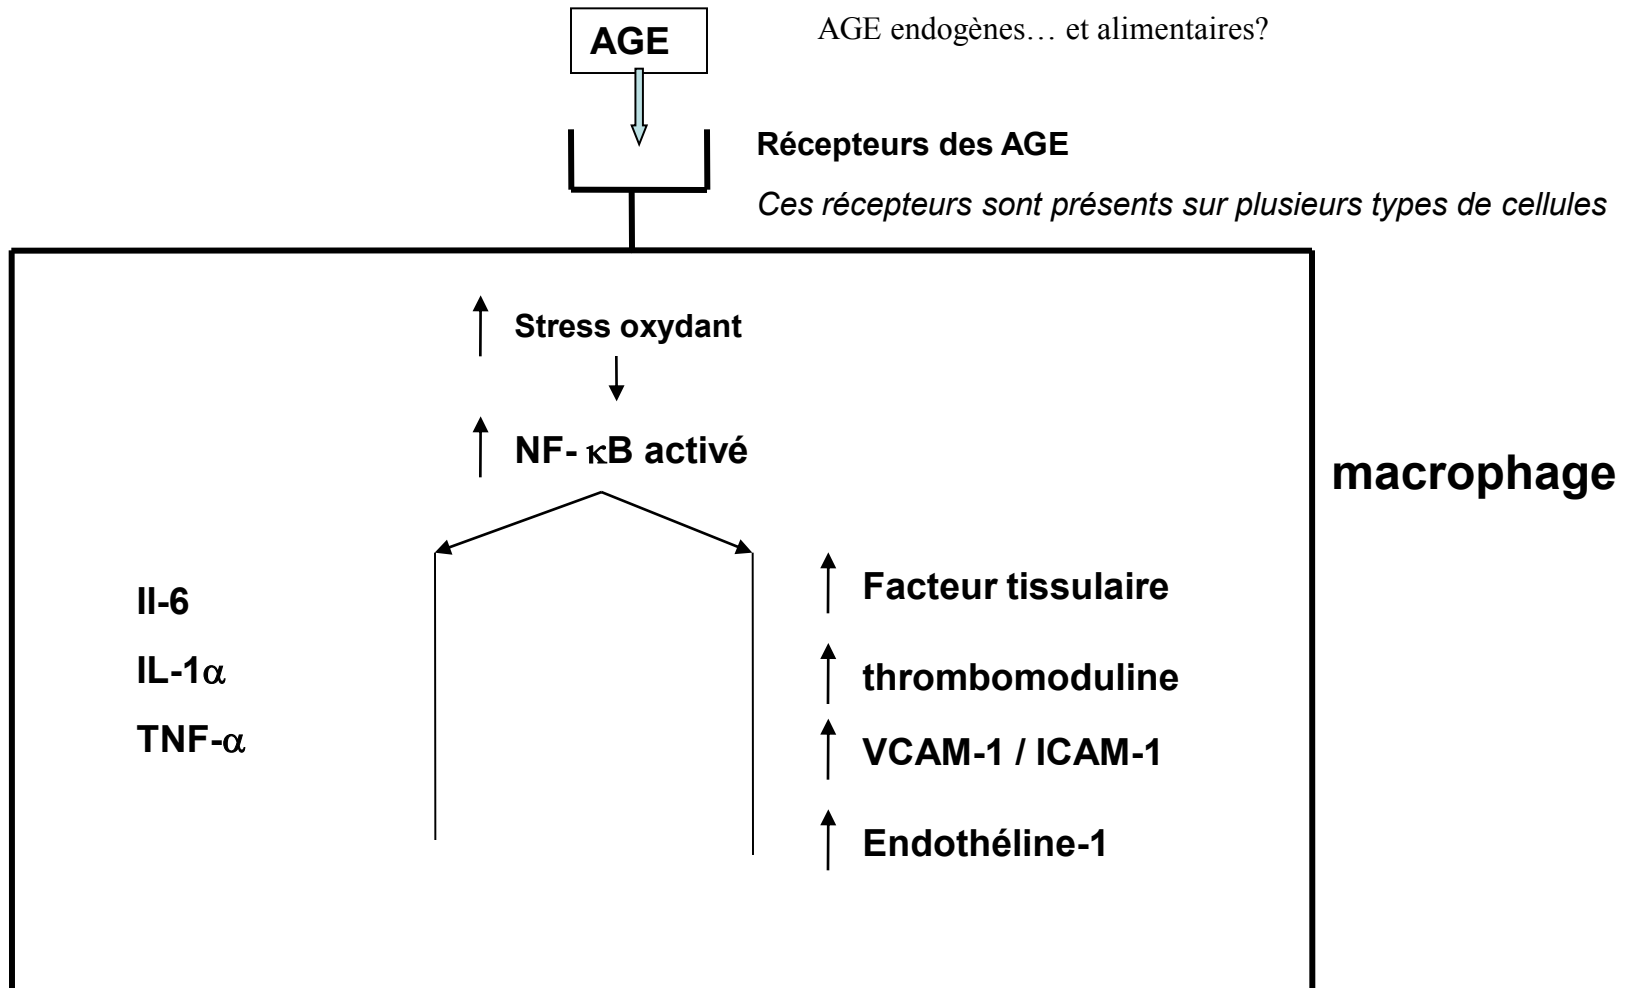 AGE
AGE endogènes… et alimentaires?
Récepteurs des AGE
Ces récepteurs sont présents sur plusieurs types de cellules
Stress oxydant
NF- κB activé
macrophage
Il-6
IL-1α
TNF-α
Facteur tissulaire
thrombomoduline
VCAM-1 / ICAM-1
Endothéline-1